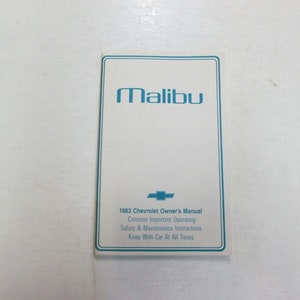 malibu
1983 Chevrolet Owner's Manual
Contains Important Operating
Safety & Maintenance Instructions
Keep With Car At All Times